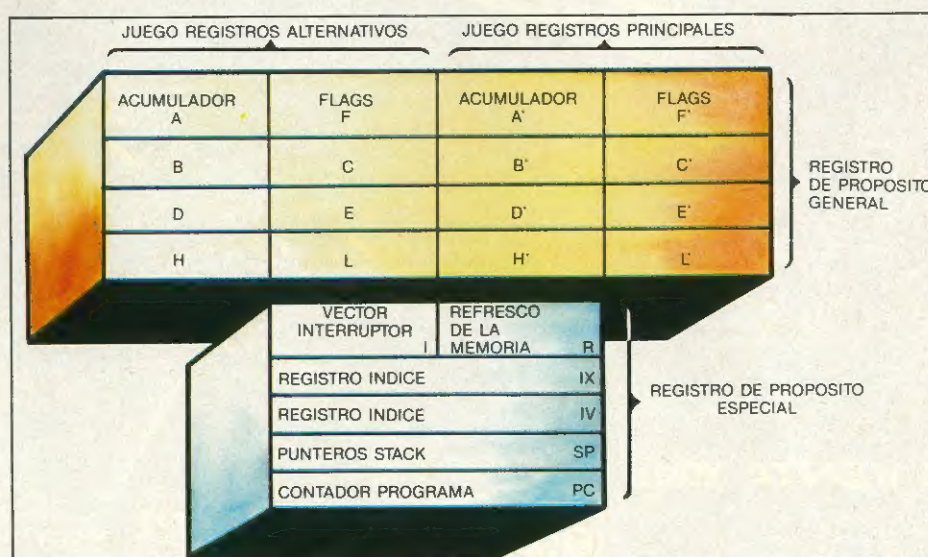 JUEGO REGISTROS ALTERNATIVOS
JUEGO REGISTROS PRINCIPALES
ACUMULADOR
A
FLAGS
F
ACUMULADOR
A'
FLAGS
F'
B
C
B'
C'
D
E
D'
E'
H
L
H'
L'
REGISTRO
DE PROPOSITO
GENERAL
VECTOR
INTERRUPTOR
I
REFRESCO
DE LA
MEMORIA R
REGISTRO INDICE IX
REGISTRO INDICE IV
PUNTEROS STACK SP
CONTADOR PROGRAMA PC
REGISTRO DE PROPOSITO
ESPECIAL